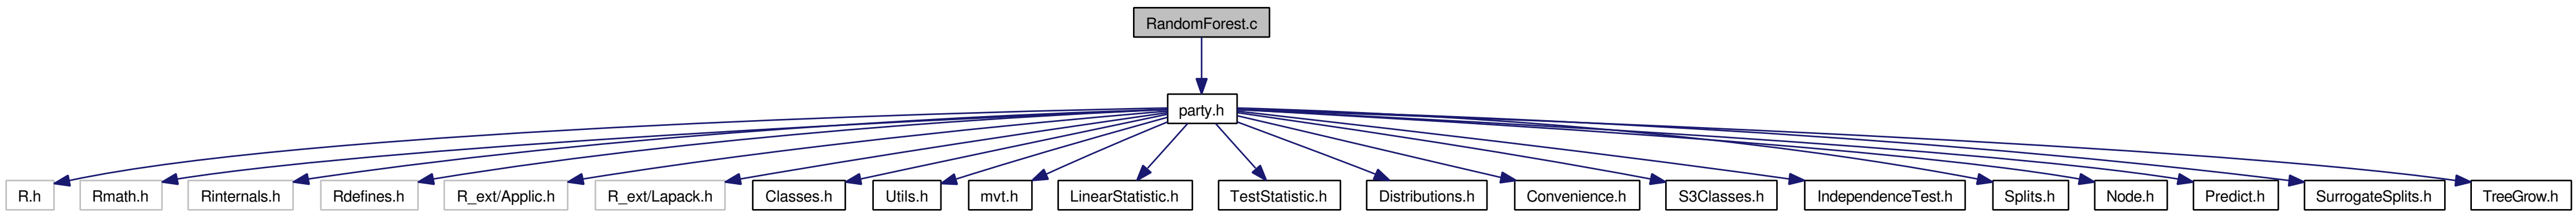 RandomForest.c
party.h
R.h
Rmath.h
Rinternals.h
Rdefines.h
R_ext/Applic.h
R_ext/Lapack.h
Classes.h
Utils.h
mvt.h
LinearStatistic.h
TestStatistic.h
Distributions.h
Convenience.h
S3Classes.h
IndependenceTest.h
Splits.h
Node.h
Predict.h
SurrogateSplits.h
TreeGrow.h